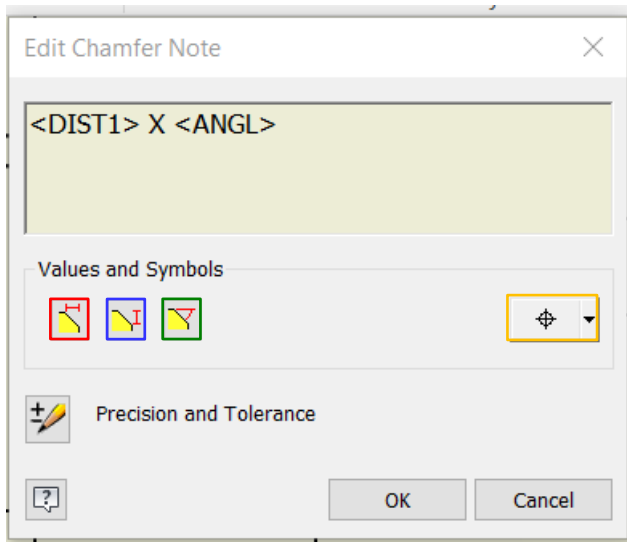 Edit Chamfer Note
<DIST1> X <ANGL>
Values and Symbols
Precision and Tolerance
OK
Cancel